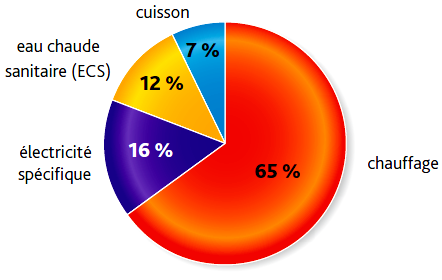 cuisson
7 %
eau chaude
sanitaire (ECS)
12 %
électricité
spécifique
16 %
65 %
chauffage